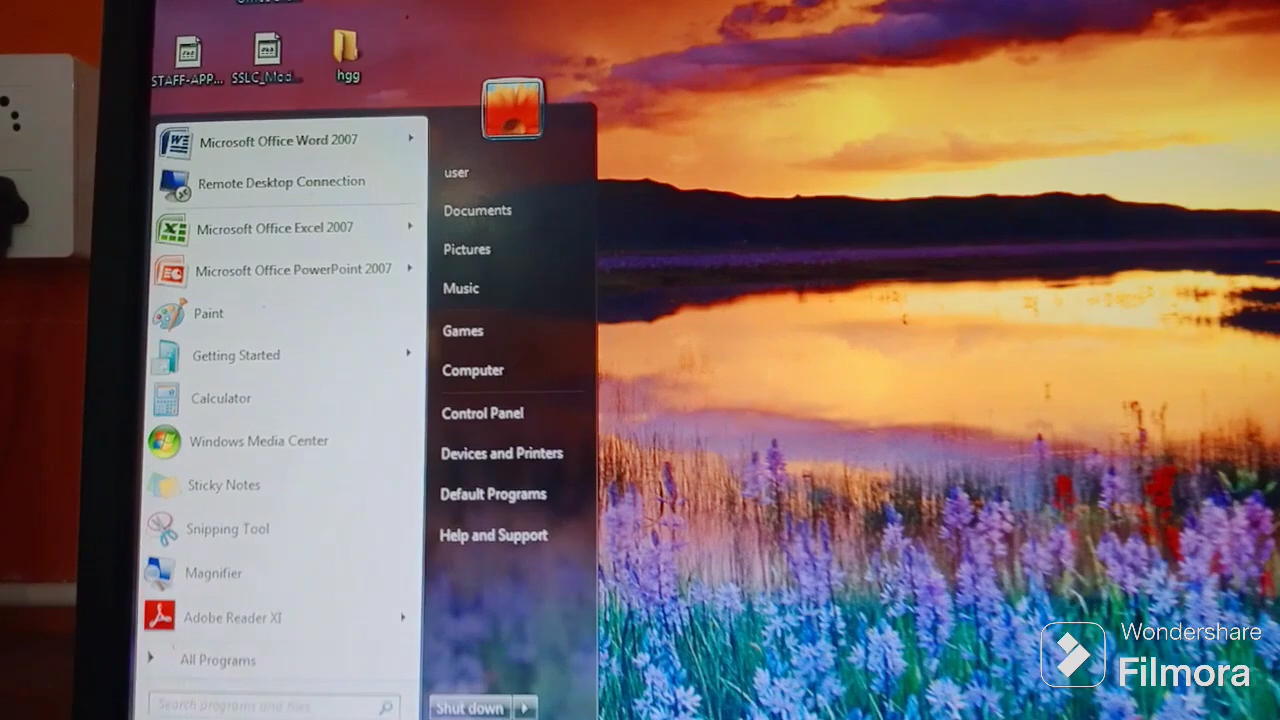 STAFF-APP...
SSLC_Mod...
hgg
Microsoft Office Word 2007
Remote Desktop Connection
Microsoft Office Excel 2007
Microsoft Office PowerPoint 2007
Paint
Getting Started
Calculator
Windows Media Center
Sticky Notes
Snipping Tool
Magnifier
Adobe Reader XI
All Programs
Search programs and files
user
Documents
Pictures
Music
Games
Computer
Control Panel
Devices and Printers
Default Programs
Help and Support
Shut down
Wondershare
Filmora